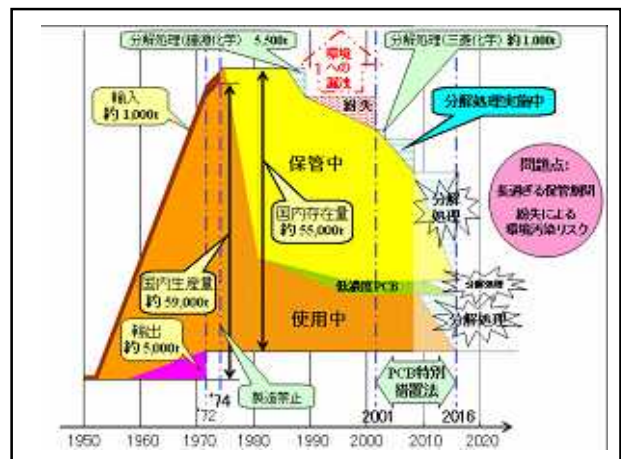 分解処理(鐘淵化学) 5,500t
環境
への
漏洩
分解処理(三菱化学) 約1,000t
輸入
約1,000t
紛失
分解処理実施中
保管中
問題点:
長過ぎる保管期間
紛失による
環境汚染リスク
分解
処理
国内存在量
約55,000t
国内生産量
約59,000t
低濃度PCB
分解処理
使用中
分解処理
輸出
約5,000t
製造禁止
PCB特別
措置法
'72
'74
2001
2016
1950
1960
1970
1980
1990
2000
2010
2020